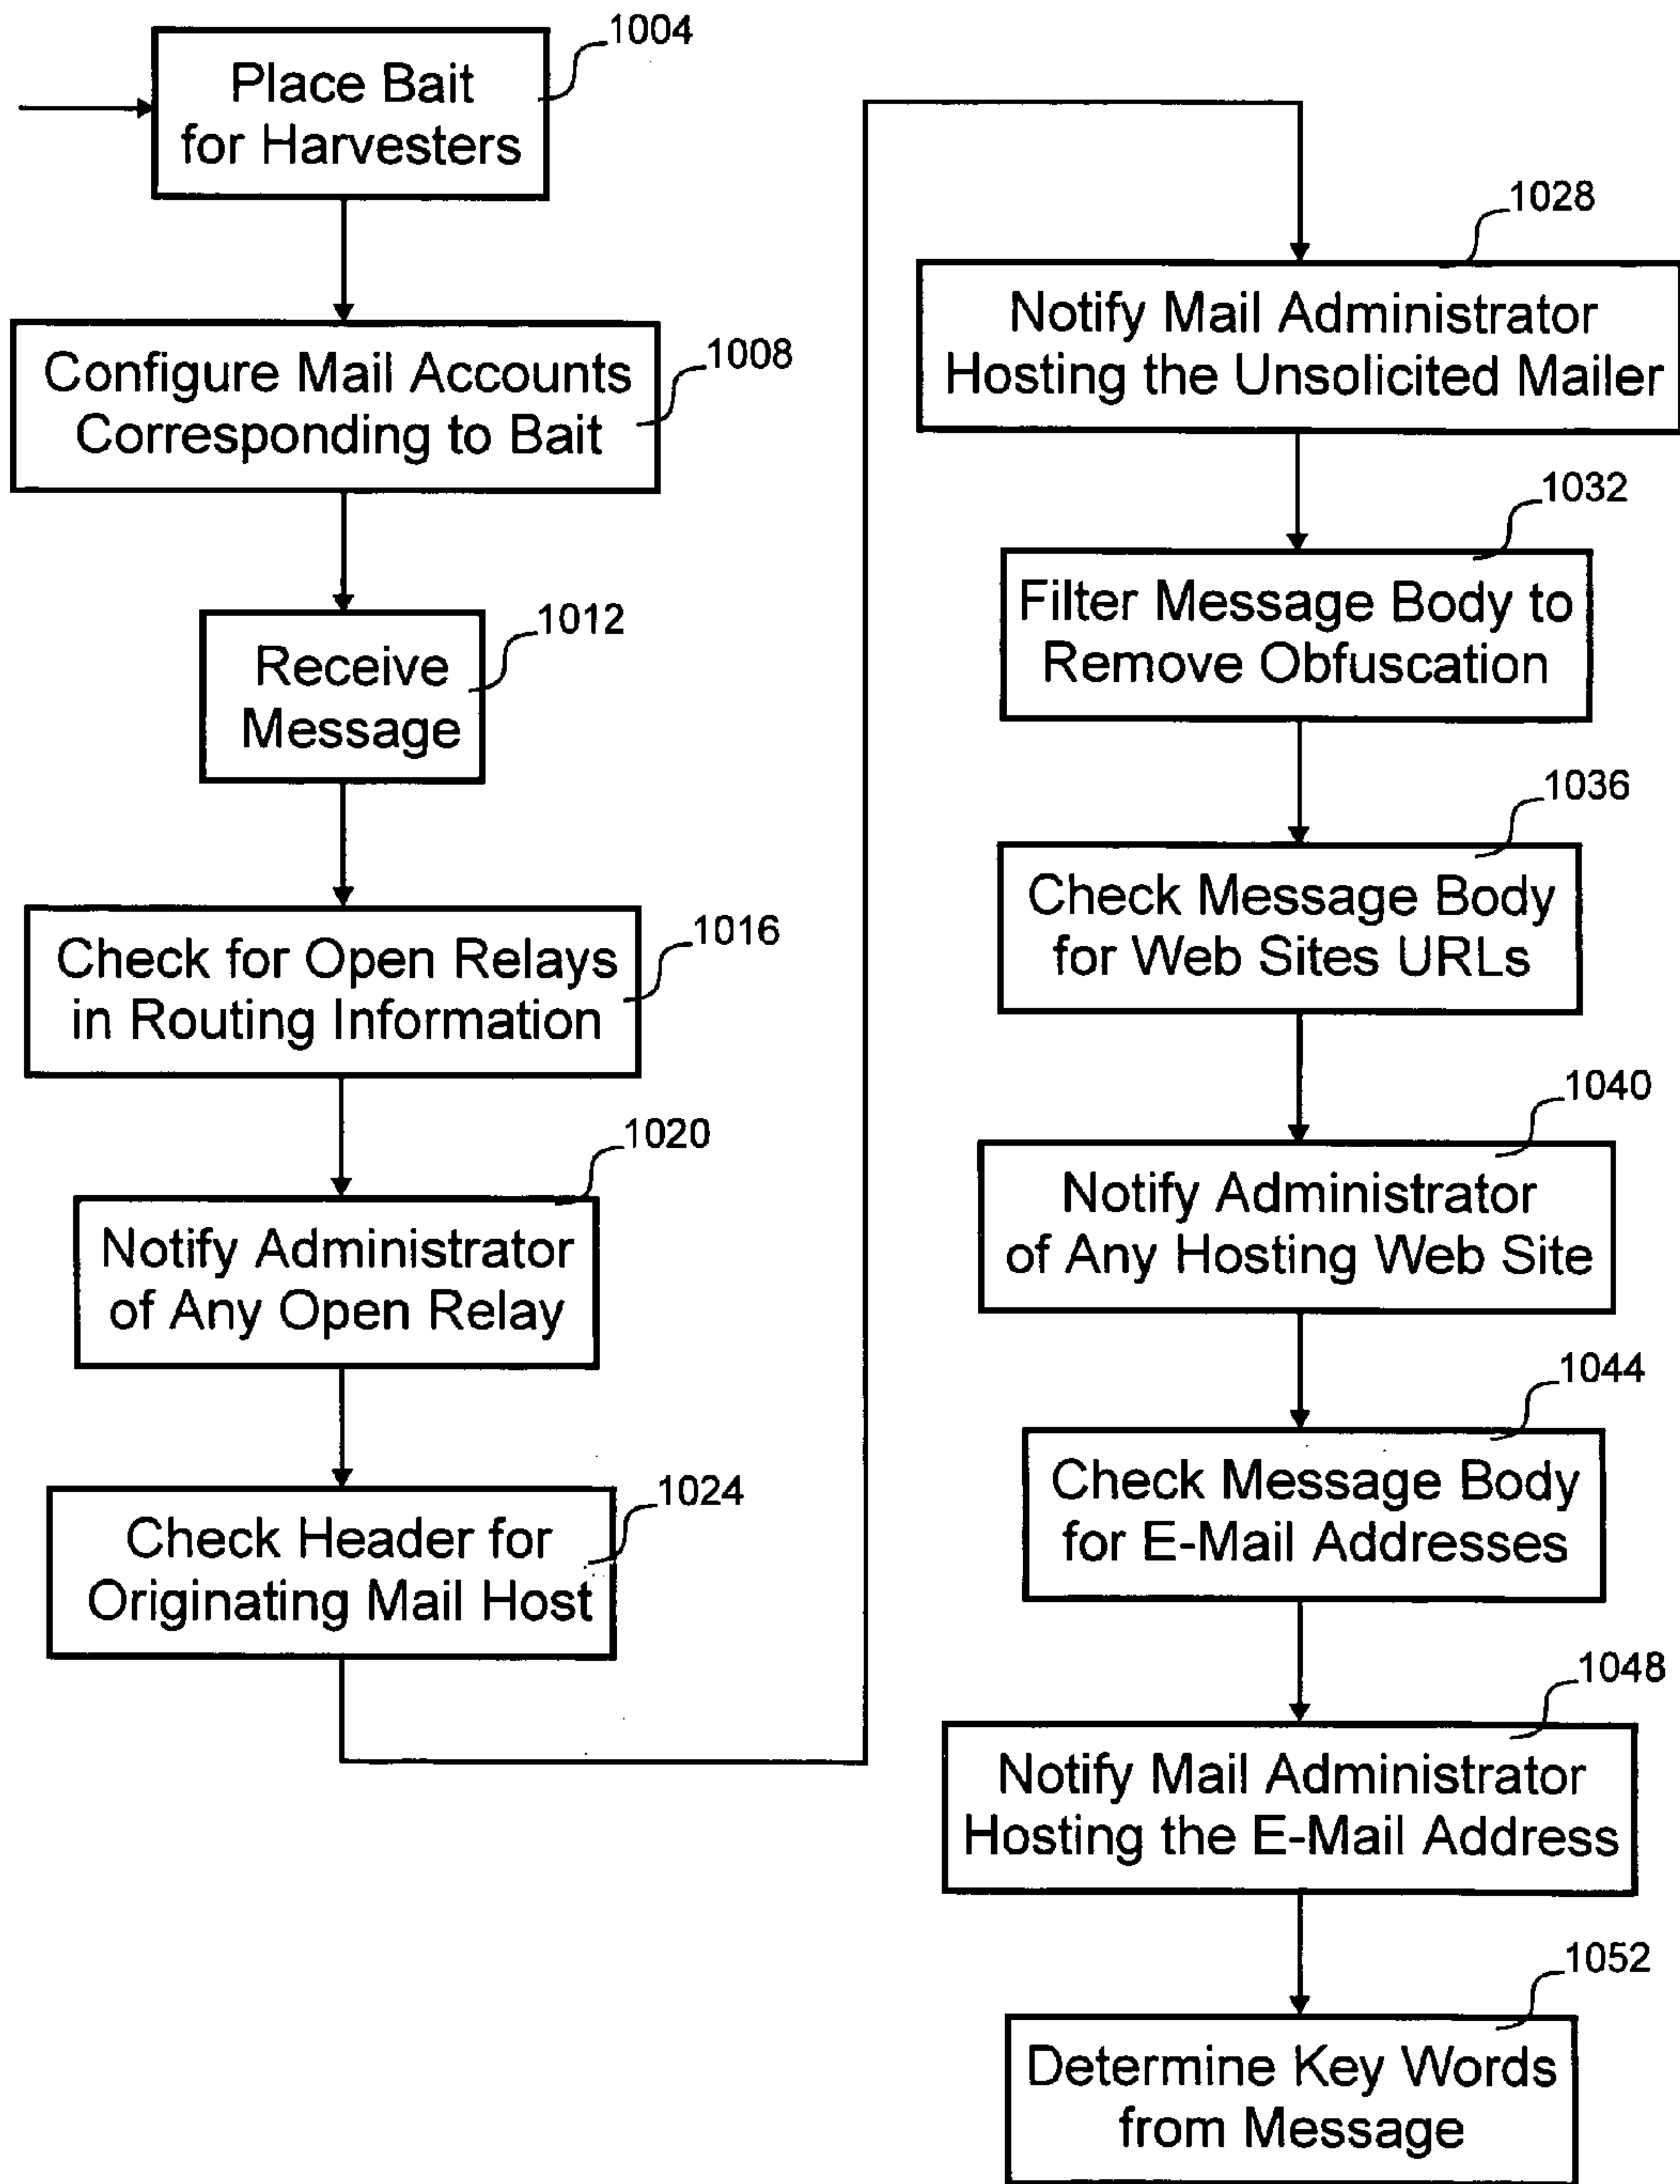 1004
Place Bait
for Harvesters
1008
Configure Mail Accounts
Corresponding to Bait
1012
Receive
Message
1016
Check for Open Relays
in Routing Information
1020
Notify Administrator
of Any Open Relay
1024
Check Header for
Originating Mail Host
1028
Notify Mail Administrator
Hosting the Unsolicited Mailer
1032
Filter Message Body to
Remove Obfuscation
1036
Check Message Body
for Web Sites URLs
1040
Notify Administrator
of Any Hosting Web Site
1044
Check Message Body
for E-Mail Addresses
1048
Notify Mail Administrator
Hosting the E-Mail Address
1052
Determine Key Words
from Message